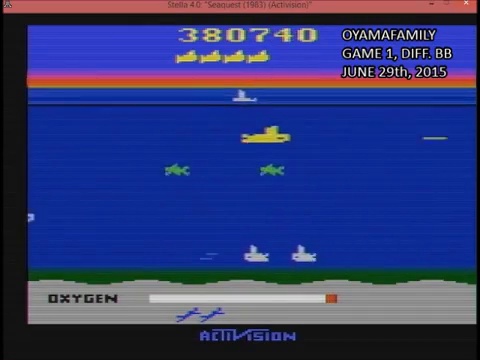 Stella 4.0: "Seaquest (1983) (Activision)"
380740
OYAMAFAMILY
GAME 1, DIFF. BB
JUNE 29th, 2015
OXYGEN
ACTIVISION